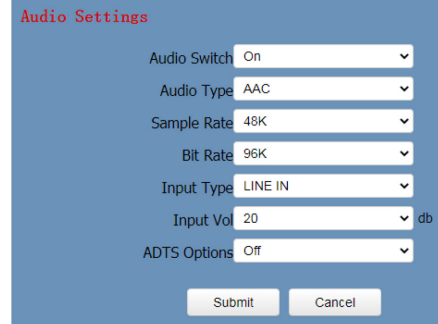 Audio Settings
Audio Switch On
Audio Type AAC
Sample Rate 48K
Bit Rate 96K
Input Type LINE IN
Input Vol 20 db
ADTS Options Off
Submit Cancel